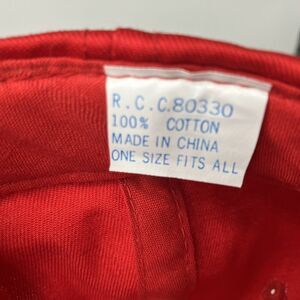 R.C.C.80330
100% COTTON
MADE IN CHINA
ONE SIZE FITS ALL